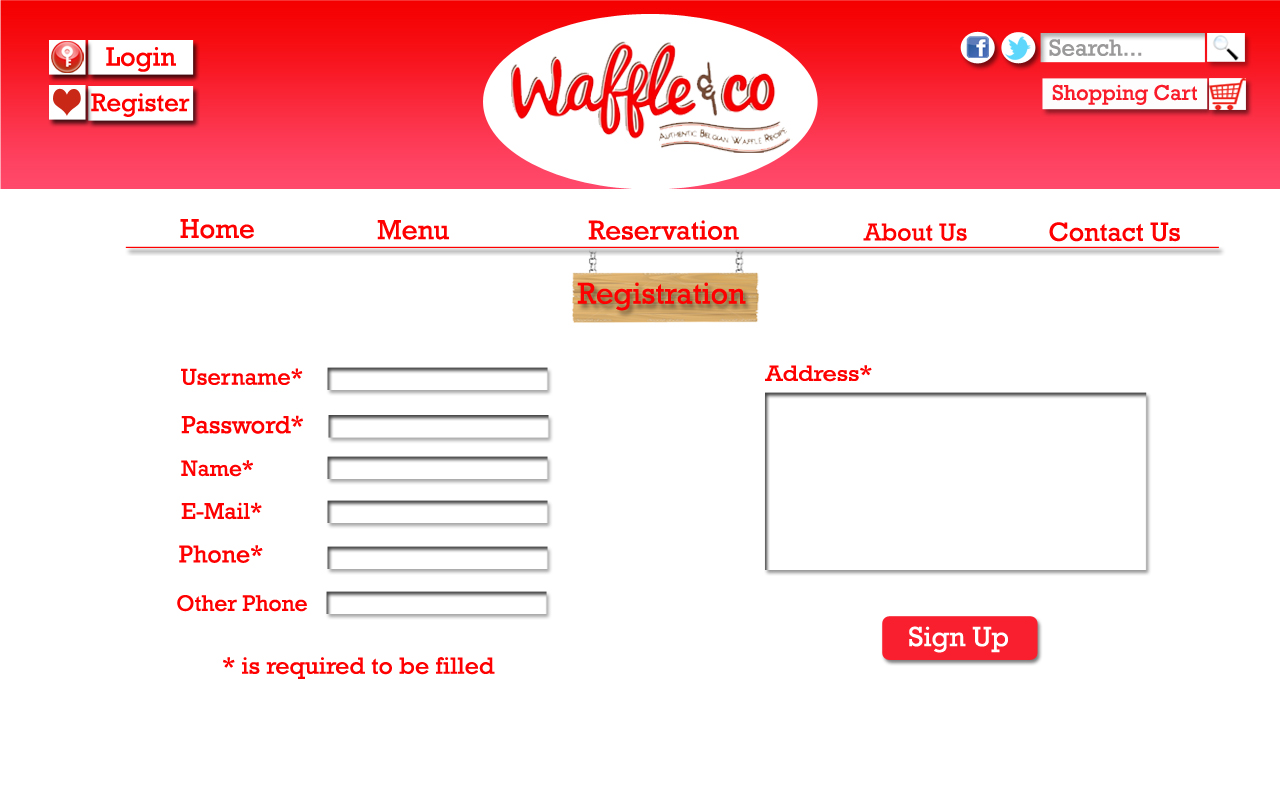 Login
Register
Waffle & co
Authentic Belgian Waffle Recipe
f
Search...
Shopping Cart
Home Menu Reservation About Us Contact Us
Registration
Username*
Password*
Name*
E-Mail*
Phone*
Other Phone
* is required to be filled
Address*
Sign Up